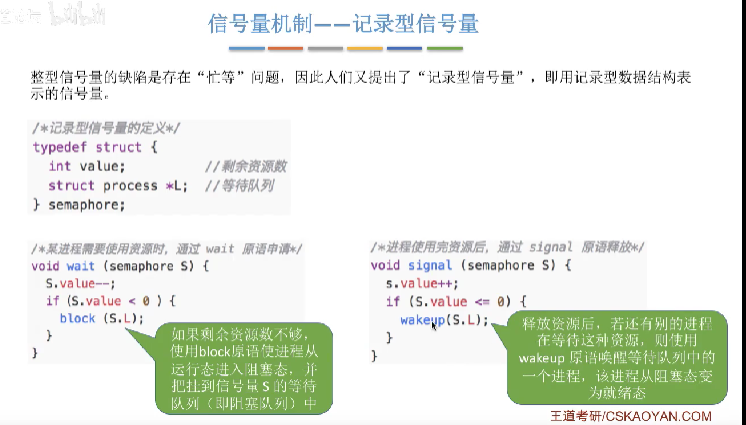 信号量机制——记录型信号量
整型信号量的缺陷是存在“忙等”问题，因此人们又提出了“记录型信号量”，即用记录型数据结构表
示的信号量。
/*记录型信号量的定义*/
typedef struct {
int value; //剩余资源数
struct process *L; //等待队列
} semaphore;
/*某进程需要使用资源时，通过 wait 原语申请*/
void wait (semaphore S) {
S.value--;
if (S.value < 0 ) {
block (S.L);
}
}
如果剩余资源数不够，
使用block原语使进程从
运行态进入阻塞态，并
把挂到信号量 S 的等待
队列（即阻塞队列）中
/*进程使用完资源后，通过 signal 原语释放*/
void signal (semaphore S) {
s.value++;
if (S.value <= 0) {
wakeup(S.L);
}
}
释放资源后，若还有别的进程
在等待这种资源，则使用
wakeup 原语唤醒等待队列中的
一个进程，该进程从阻塞态变
为就绪态
王道考研/CSKAOYAN.COM